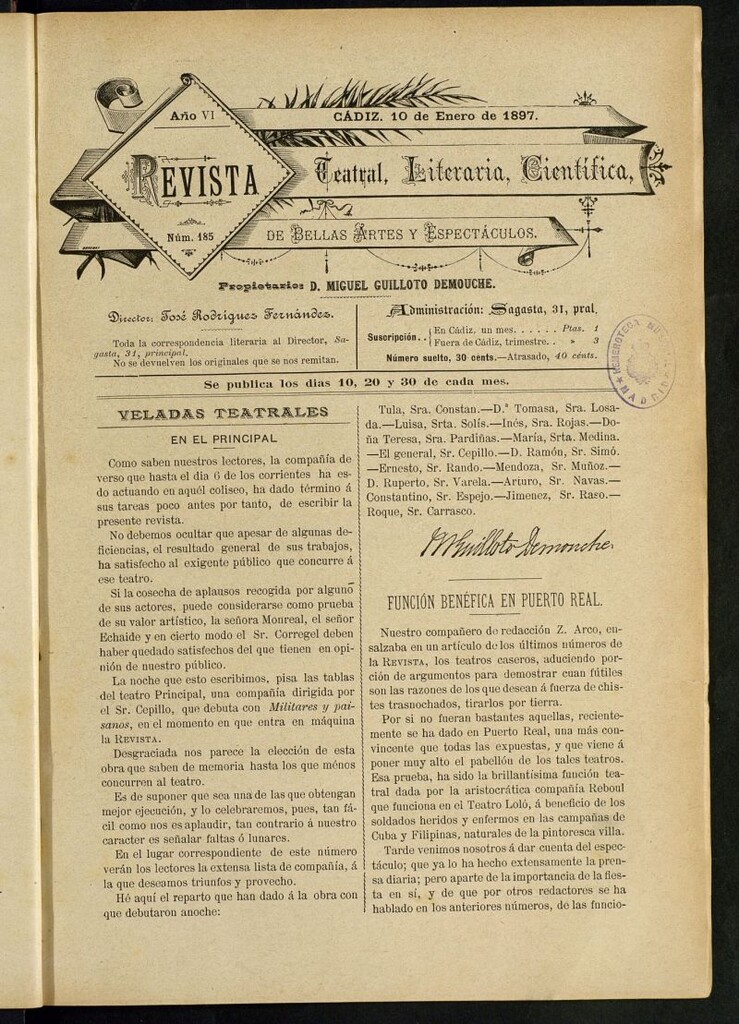 Año VI
CÁDIZ. 10 de Enero de 1897.
REVISTA
Teatral, Literaria, Científica,
Núm. 185
DE BELLAS ARTES Y ESPECTÁCULOS.
Propietario: D. MIGUEL GUILLOTO DEMOUCHE.
Director: José Rodríguez Fernández.
Toda la correspondencia literaria al Director, Sa-
gasta, 31, principal.
No se devuelven los originales que se nos remitan.
Administración: Sagasta, 31, pral.
Suscripción..
En Cádiz, un mes. . . . . . Ptas. 1
Fuera de Cádiz, trimestre. . » 3
Número suelto, 30 cents.—Atrasado, 40 cénts.
HEMEROTECA MU
MADRID
Se publica los dias 10, 20 y 30 de cada mes.
VELADAS TEATRALES
EN EL PRINCIPAL
Como saben nuestros lectores, la compañía de
verso que hasta el dia 6 de los corrientes ha es-
do actuando en aquél coliseo, ha dado término á
sus tareas poco antes por tanto, de escribir la
presente revista.
No debemos ocultar que apesar de algunas de-
ficiencias, el resultado general de sus trabajos,
ha satisfecho al exigente público que concurre á
ese teatro.
Si la cosecha de aplausos recogida por alguno
de sus actores, puede considerarse como prueba
de su valor artístico, la señora Monreal, el señor
Echaide y en cierto modo el Sr. Corregel deben
haber quedado satisfechos del que tienen en opi-
nión de nuestro público.
La noche que esto escribimos, pisa las tablas
del teatro Principal, una compañía dirigida por
el Sr. Cepillo, que debuta con Militares y pai-
sanos, en el momento en que entra en máquina
la REVISTA.
Desgraciada nos parece la elección de esta
obra que saben de memoria hasta los que ménos
concurren al teatro.
Es de suponer que sea una de las que obtengan
mejor ejecución, y lo celebraremos, pues, tan fá-
cil como nos es aplaudir, tan contrario á nuestro
caracter es señalar faltas ó lunares.
En el lugar correspondiente de este número
verán los lectores la extensa lista de compañía, á
la que deseamos triunfos y provecho.
Hé aquí el reparto que han dado á la obra con
que debutaron anoche:
Tula, Sra. Constan.—D.ª Tomasa, Sra. Losa-
da.—Luisa, Srta. Solís.—Inés, Sra. Rojas.—Do-
ña Teresa, Sra. Pardiñas.—María, Srta. Medina.
—El general, Sr. Cepillo.—D. Ramón, Sr. Simó.
—Ernesto, Sr. Rando.—Mendoza, Sr. Muñoz.—
D. Ruperto, Sr. Varela.—Arturo, Sr. Navas.—
Constantino, Sr. Espejo.—Jimenez, Sr. Raso.—
Roque, Sr. Carrasco.
M Guilloto Demouche.
FUNCIÓN BENÉFICA EN PUERTO REAL.
Nuestro compañero de redacción Z. Arco, en-
salzaba en un artículo de los últimos números de
la REVISTA, los teatros caseros, aduciendo por-
ción de argumentos para demostrar cuan fútiles
son las razones de los que desean á fuerza de chis-
tes trasnochados, tirarlos por tierra.
Por si no fueran bastantes aquellas, reciente-
mente se ha dado en Puerto Real, una más con-
vincente que todas las expuestas, y que viene á
poner muy alto el pabellón de los tales teatros.
Esa prueba, ha sido la brillantísima función tea-
tral dada por la aristocrática compañía Reboul
que funciona en el Teatro Loló, á beneficio de los
soldados heridos y enfermos en las campañas de
Cuba y Filipinas, naturales de la pintoresca villa.
Tarde venimos nosotros á dar cuenta del espec-
táculo; que ya lo ha hecho extensamente la pren-
sa diaria; pero aparte de la importancia de la fies-
ta en sí, y de que por otros redactores se ha
hablado en los anteriores números, de las funcio-